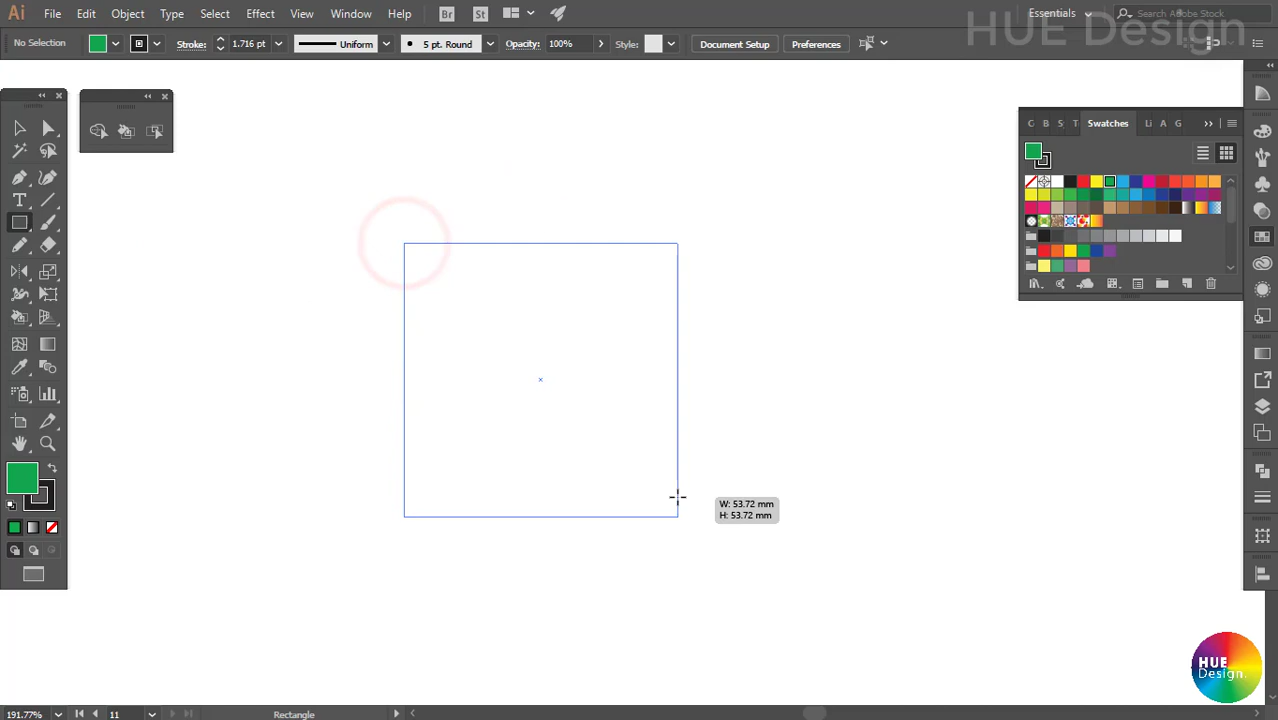 Ai File Edit Object Type Select Effect View Window Help Br St Essentials Search Adobe Stock
HUE Design
No Selection Stroke: 1.716 pt Uniform 5 pt. Round Opacity: 100% Style: Document Setup Preferences
C B S T Swatches Li A G
W: 53.72 mm
H: 53.72 mm
HUE
Design.
191.77% 11 Rectangle